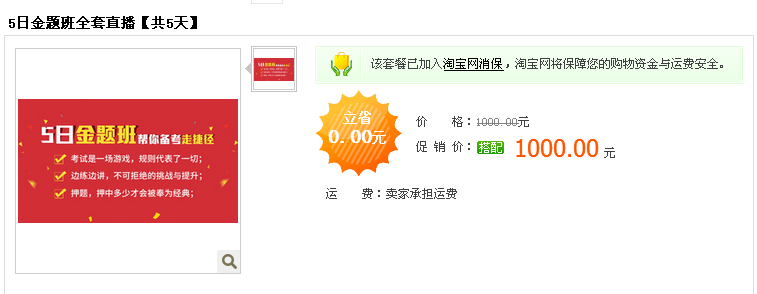 5日金题班全套直播【共5天】
5日金题班帮你备考走捷径
考试是一场游戏，规则代表了一切；
边练边讲，不可拒绝的挑战与提升；
押题，押中多少才会被奉为经典；
该套餐已加入淘宝网消保，淘宝网将保障您的购物资金与运费安全。
立省
0.00元
价 格：1000.00元
促 销 价：搭配 1000.00 元
运 费：卖家承担运费